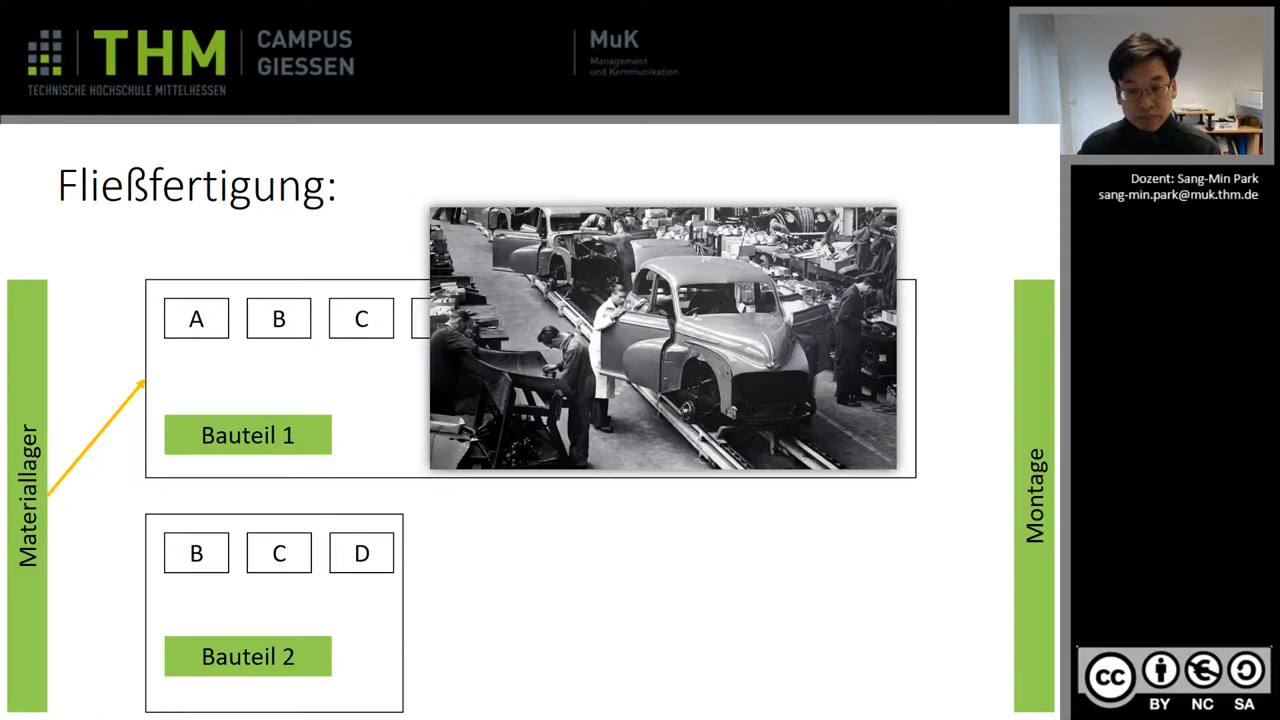 THM
CAMPUS
GIESSEN
TECHNISCHE HOCHSCHULE MITTELHESSEN
MuK
Management
und Kommunikation
Dozent: Sang-Min Park
sang-min.park@muk.thm.de
Fließfertigung:
Materiallager
A B C
Bauteil 1
B C D
Bauteil 2
Montage
CC
BY NC SA